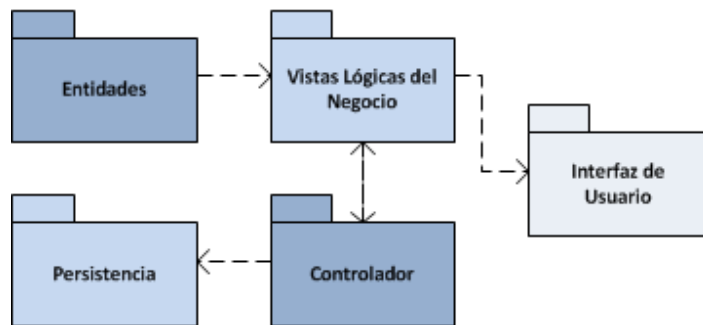 Entidades
Vistas Lógicas del
Negocio
Interfaz de
Usuario
Persistencia
Controlador